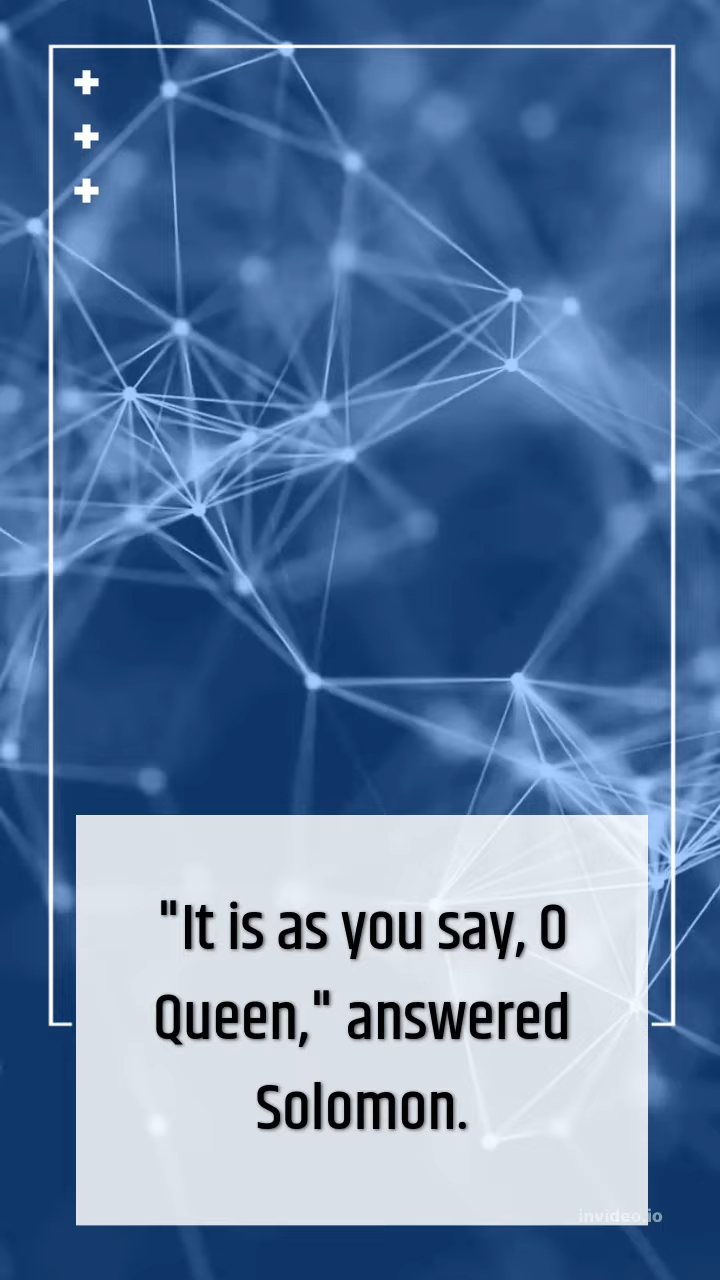 "It is as you say, O
Queen," answered
Solomon.
invideo.io